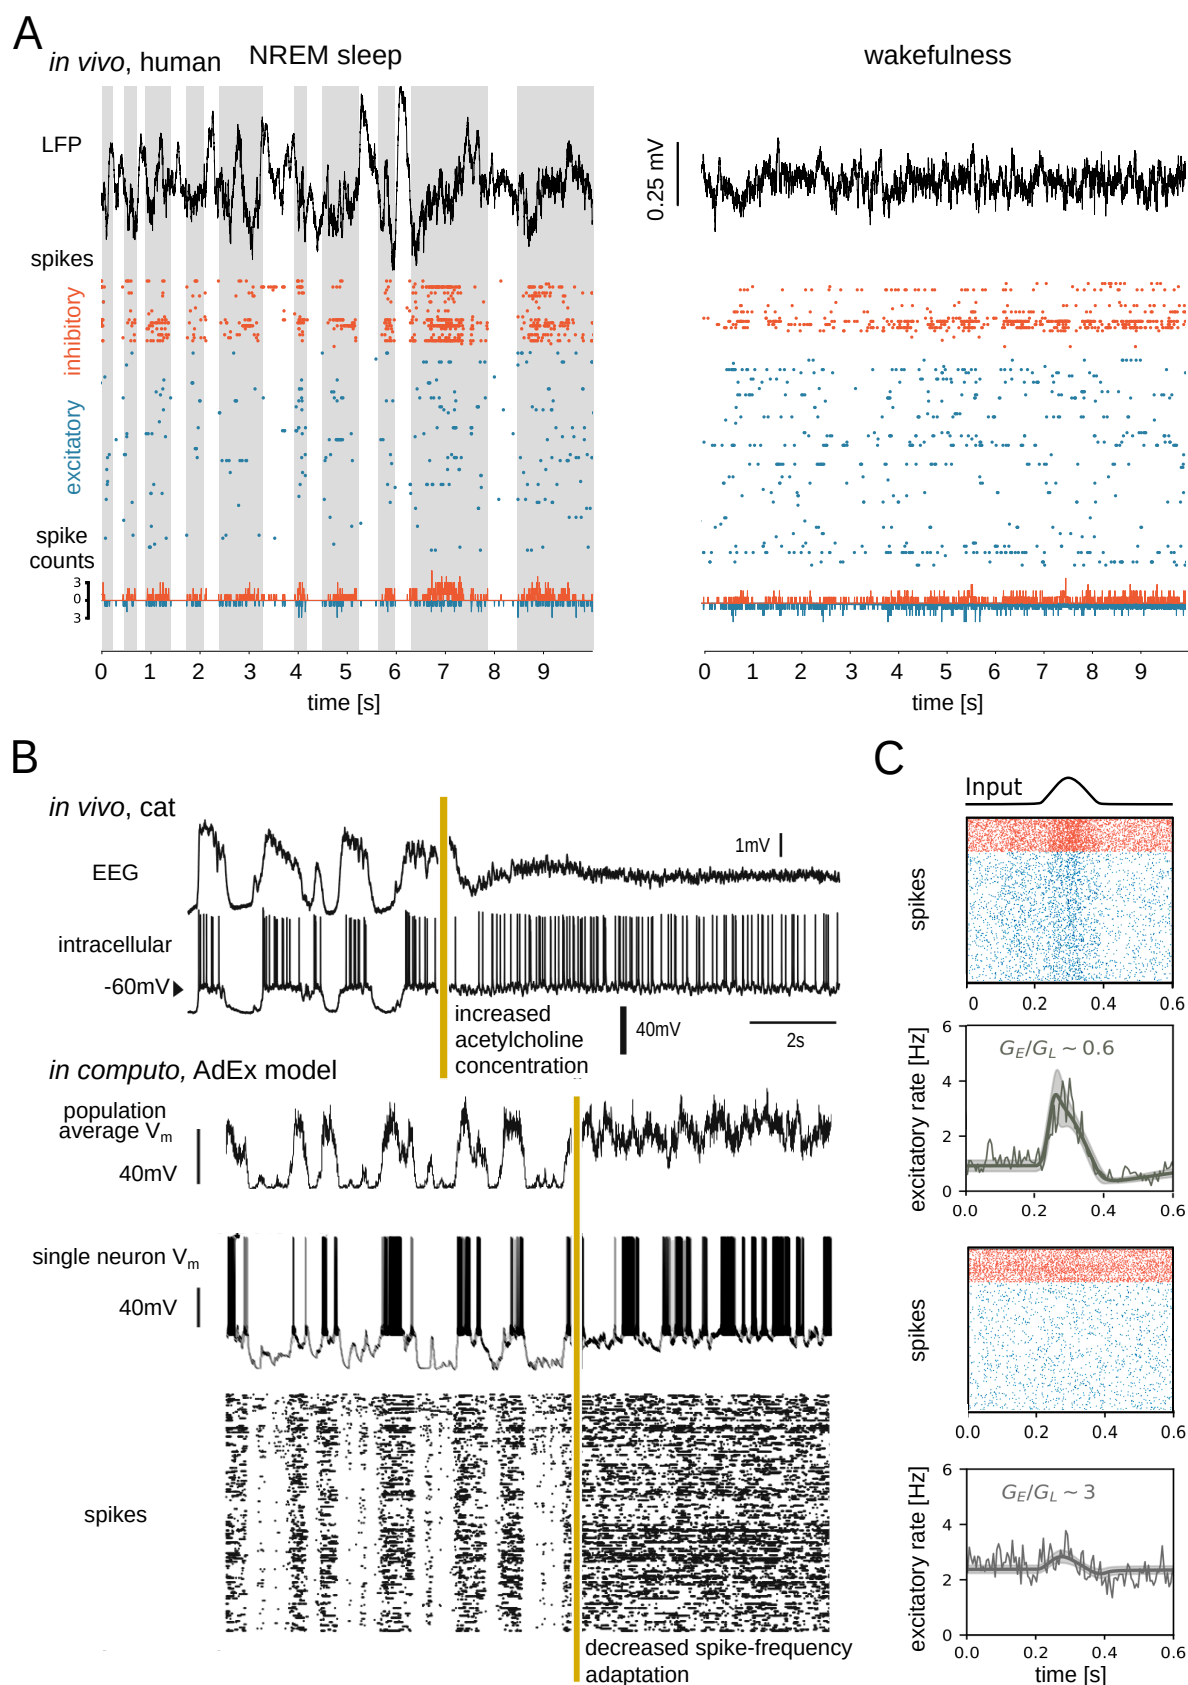 A
in vivo, human
NREM sleep
wakefulness
LFP
0.25 mV
spikes
inhibitory
excitatory
spike
counts
3
0
3
0 1 2 3 4 5 6 7 8 9
time [s]
0 1 2 3 4 5 6 7 8 9
time [s]
B
in vivo, cat
EEG
1mV
intracellular
-60mV
increased
acetylcholine
concentration
40mV
2s
in computo, AdEx model
population
average Vm
40mV
single neuron Vm
40mV
spikes
decreased spike-frequency
adaptation
C
Input
spikes
0 0.2 0.4 0.6
excitatory rate [Hz]
6
4
2
0
G_E/G_L ~ 0.6
0.0 0.2 0.4 0.6
spikes
0.0 0.2 0.4 0.6
excitatory rate [Hz]
6
4
2
0
G_E/G_L ~ 3
0.0 0.2 0.4 0.6
time [s]